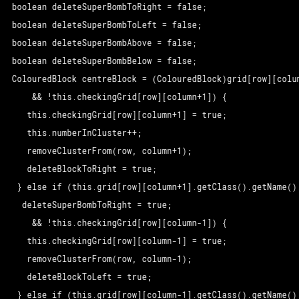 boolean deleteSuperBombToRight = false;
boolean deleteSuperBombToLeft = false;
boolean deleteSuperBombAbove = false;
boolean deleteSuperBombBelow = false;
ColouredBlock centreBlock = (ColouredBlock)grid[row][colum
&& !this.checkingGrid[row][column+1]) {
this.checkingGrid[row][column+1] = true;
this.numberInCluster++;
removeClusterFrom(row, column+1);
deleteBlockToRight = true;
} else if (this.grid[row][column+1].getClass().getName()
deleteSuperBombToRight = true;
&& !this.checkingGrid[row][column-1]) {
this.checkingGrid[row][column-1] = true;
removeClusterFrom(row, column-1);
deleteBlockToLeft = true;
} else if (this.grid[row][column-1].getClass().getName()